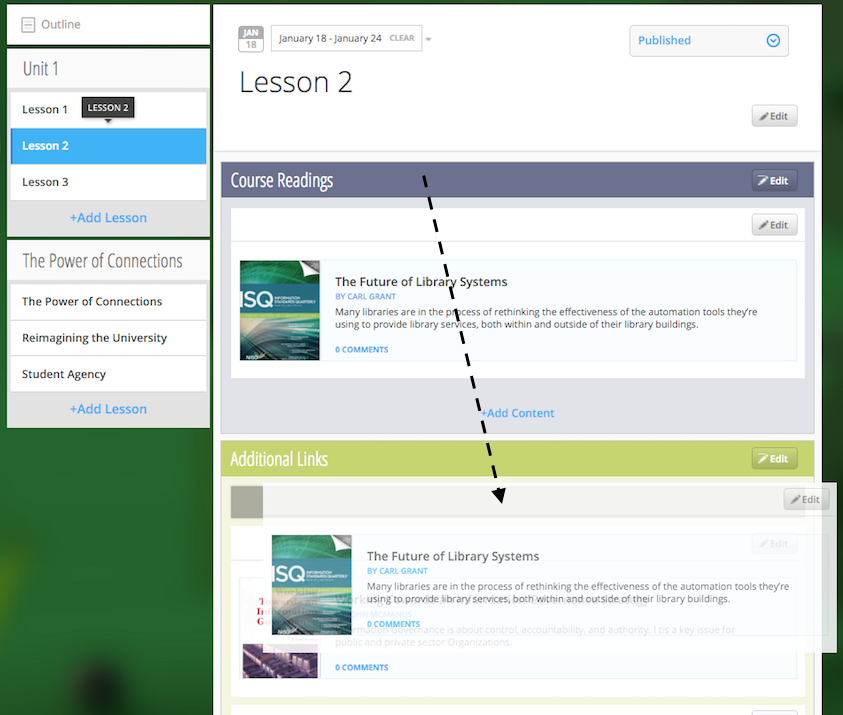 Outline
Unit 1
Lesson 1
LESSON 2
Lesson 2
Lesson 3
+Add Lesson
The Power of Connections
The Power of Connections
Reimagining the University
Student Agency
+Add Lesson
JAN
18
January 18 - January 24 CLEAR
Published
Lesson 2
Edit
Course Readings
Edit
Edit
ISQ
INFORMATION
STANDARDS QUARTERLY
NISO
The Future of Library Systems
BY CARL GRANT
Many libraries are in the process of rethinking the effectiveness of the automation tools they're
using to provide library services, both within and outside of their library buildings.
0 COMMENTS
+Add Content
Additional Links
Edit
Edit
Edit
ISQ
INFORMATION
STANDARDS QUARTERLY
The Future of Library Systems
BY CARL GRANT
Many libraries are in the process of rethinking the effectiveness of the automation tools they're
using to provide library services, both within and outside of their library buildings.
0 COMMENTS
Information Governance is about control, accountability, and authority. I tis a key issue for
public and private sector Organizations.
0 COMMENTS